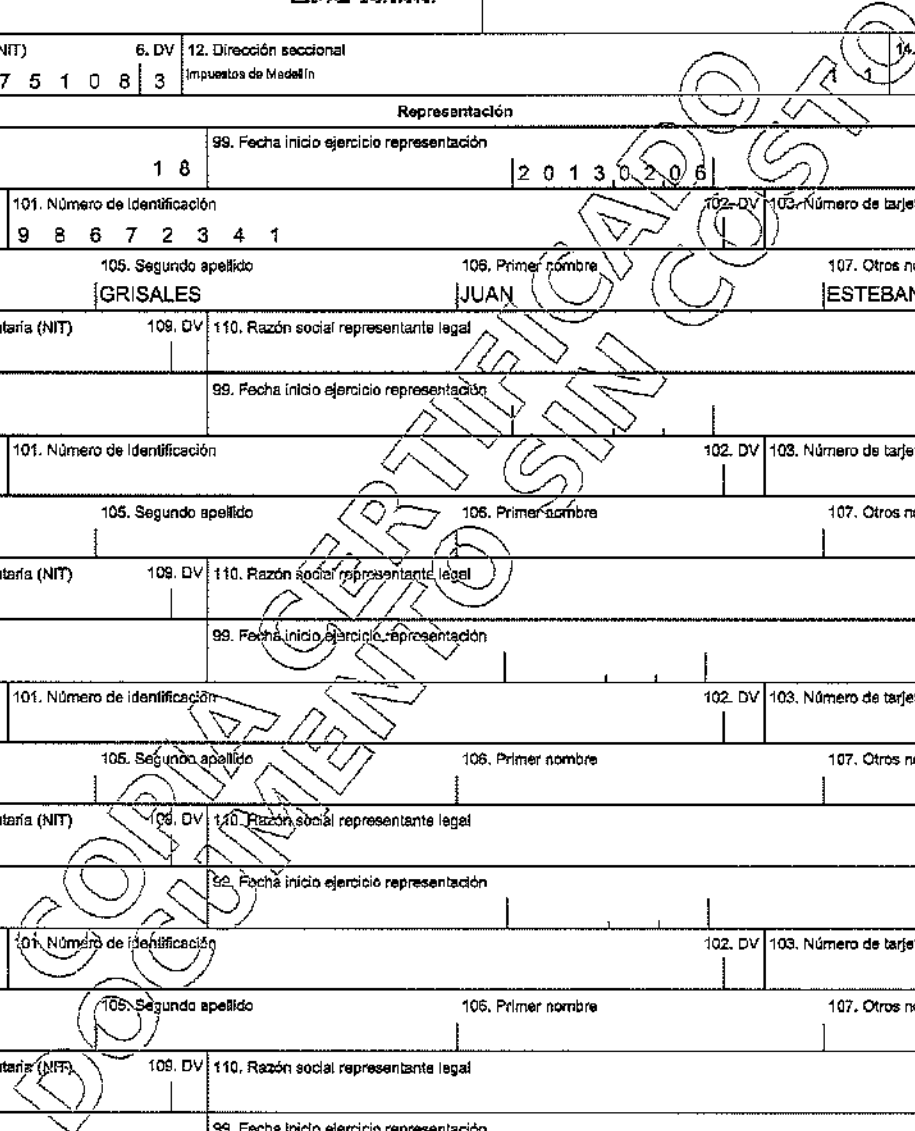 NIT) 6. DV 12. Dirección seccional 14.
7 5 1 0 8 3 Impuestos de Medellín 1 1
Representación
99. Fecha inicio ejercicio representación
1 8 2 0 1 3 0 2 0 6
101. Número de Identificación 102. DV 103. Número de tarje
9 8 6 7 2 3 4 1
105. Segundo apellido 106. Primer nombre 107. Otros n
GRISALES JUAN ESTEBAN
taria (NIT) 109. DV 110. Razón social representante legal
99. Fecha inicio ejercicio representación
101. Número de Identificación 102. DV 103. Número de tarje
105. Segundo apellido 106. Primer nombre 107. Otros n
taria (NIT) 109. DV 110. Razón social representante legal
99. Fecha inicio ejercicio representación
101. Número de identificación 102. DV 103. Número de tarje
105. Segundo apellido 106. Primer nombre 107. Otros n
taria (NIT) 109. DV 110. Razón social representante legal
99. Fecha inicio ejercicio representación
101. Número de identificación 102. DV 103. Número de tarje
105. Segundo apellido 106. Primer nombre 107. Otros n
taria (NIT) 109. DV 110. Razón social representante legal
99. Fecha inicio ejercicio representación
COPIA CERTIFICADO
DOCUMENTO SIN COSTO